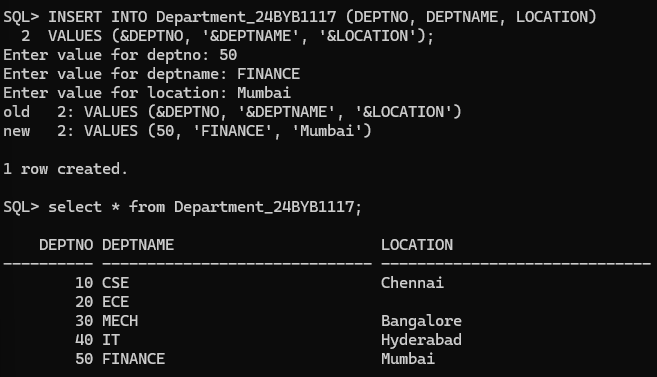 SQL> INSERT INTO Department_24BYB1117 (DEPTNO, DEPTNAME, LOCATION)
  2  VALUES (&DEPTNO, '&DEPTNAME', '&LOCATION');
Enter value for deptno: 50
Enter value for deptname: FINANCE
Enter value for location: Mumbai
old   2: VALUES (&DEPTNO, '&DEPTNAME', '&LOCATION')
new   2: VALUES (50, 'FINANCE', 'Mumbai')
1 row created.
SQL> select * from Department_24BYB1117;
    DEPTNO DEPTNAME                       LOCATION
---------- ------------------------------ ------------------------------
        10 CSE                            Chennai
        20 ECE
        30 MECH                           Bangalore
        40 IT                             Hyderabad
        50 FINANCE                        Mumbai